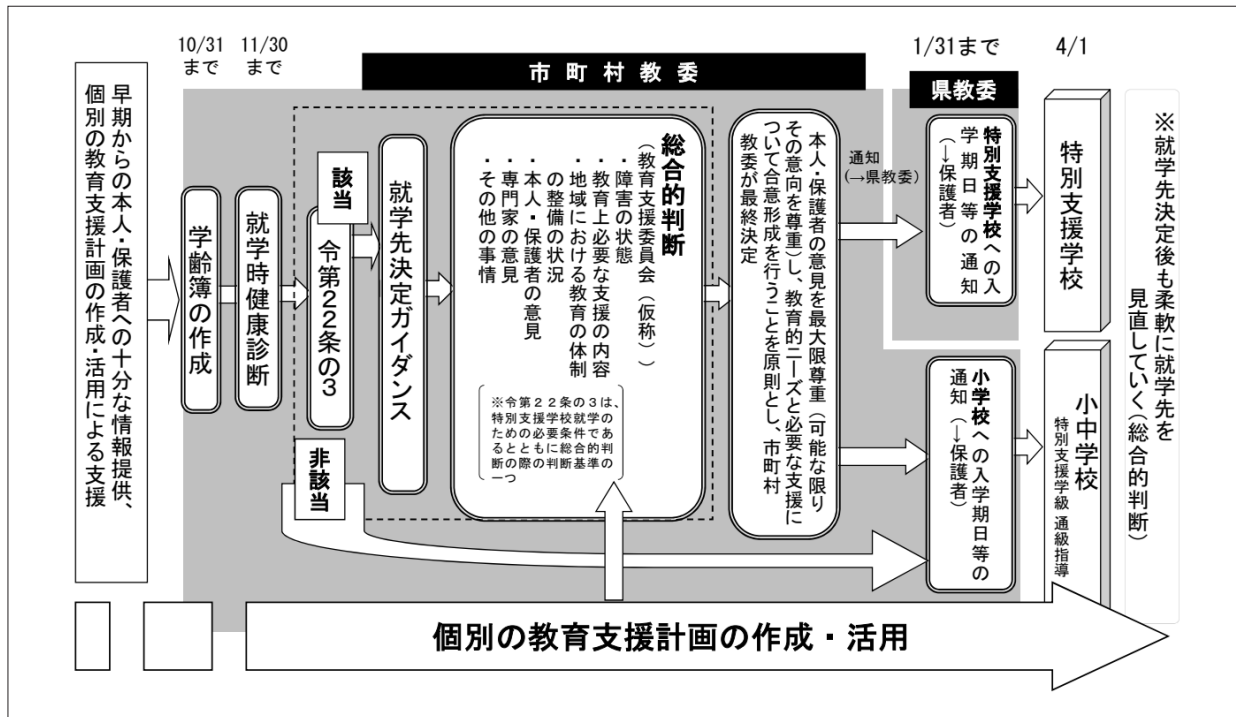 10/31
まで
11/30
まで
市町村教委
1/31まで
4/1
県教委
早期からの本人・保護者への十分な情報提供、
個別の教育支援計画の作成・活用による支援
学齢簿の作成
就学時健康診断
該当
令第22条の3
非該当
就学先決定ガイダンス
総合的判断
(教育支援委員会(仮称))
・障害の状態
・教育上必要な支援の内容
・地域における教育の体制
の整備の状況
・本人・保護者の意見
・専門家の意見
・その他の事情
※令第22条の3は、
特別支援学校就学の
ための必要条件であ
るとともに総合的判
断の際の判断基準の
一つ
本人・保護者の意見を最大限尊重(可能な限り
その意向を尊重)し、教育的ニーズと必要な支援に
ついて合意形成を行うことを原則とし、市町村
教委が最終決定
通知
(→県教委)
特別支援学校への入
学期日等の通知
(→保護者)
小学校への入学期日等の
通知(→保護者)
特別支援学校
小中学校
特別支援学級 通級指導
※就学先決定後も柔軟に就学先を
見直していく(総合的判断)
個別の教育支援計画の作成・活用